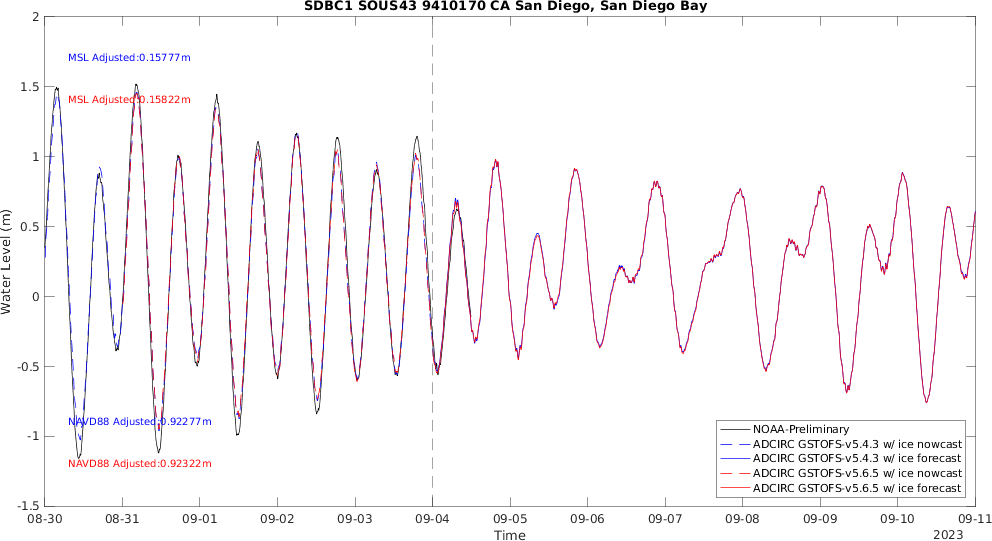 SDBC1 SOUS43 9410170 CA San Diego, San Diego Bay
2
1.5
1
0.5
0
-0.5
-1
-1.5
Water Level (m)
MSL Adjusted:0.15777m
MSL Adjusted:0.15822m
NAVD88 Adjusted:0.92277m
NAVD88 Adjusted:0.92322m
NOAA-Preliminary
ADCIRC GSTOFS-v5.4.3 w/ ice nowcast
ADCIRC GSTOFS-v5.4.3 w/ ice forecast
ADCIRC GSTOFS-v5.6.5 w/ ice nowcast
ADCIRC GSTOFS-v5.6.5 w/ ice forecast
08-30 08-31 09-01 09-02 09-03 09-04 09-05 09-06 09-07 09-08 09-09 09-10 09-11
Time
2023